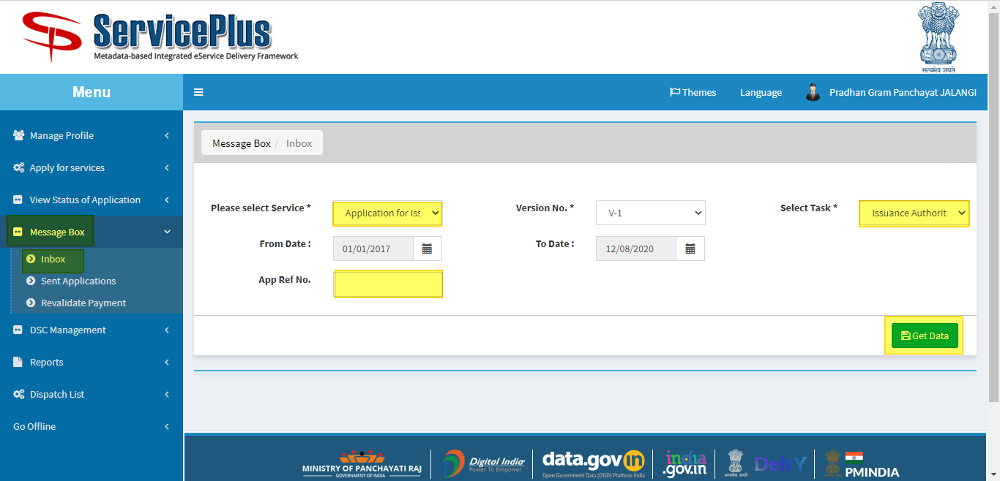 ServicePlus
Metadata-based Integrated eService Delivery Framework
सत्यमेव जयते
Menu
Themes
Language
Pradhan Gram Panchayat JALANGI
Manage Profile
Apply for services
View Status of Application
Message Box
Inbox
Sent Applications
Revalidate Payment
DSC Management
Reports
Dispatch List
Go Offline
Message Box / Inbox
Please select Service *
Application for Iss
Version No. *
V-1
Select Task *
Issuance Authorit
From Date :
01/01/2017
To Date :
12/08/2020
App Ref No.
Get Data
MINISTRY OF PANCHAYATI RAJ
GOVERNMENT OF INDIA
Digital India
Power To Empower
data.gov in
Open Government Data (OGD) Platform India
india
.gov.in
सत्यमेव जयते
DeitY
PMINDIA